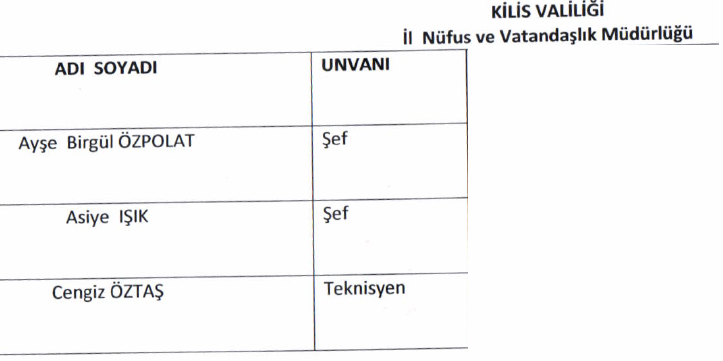 KİLİS VALİLİĞİ
İl Nüfus ve Vatandaşlık Müdürlüğü
ADI SOYADI UNVANI
Ayşe Birgül ÖZPOLAT Şef
Asiye IŞIK Şef
Cengiz ÖZTAŞ Teknisyen